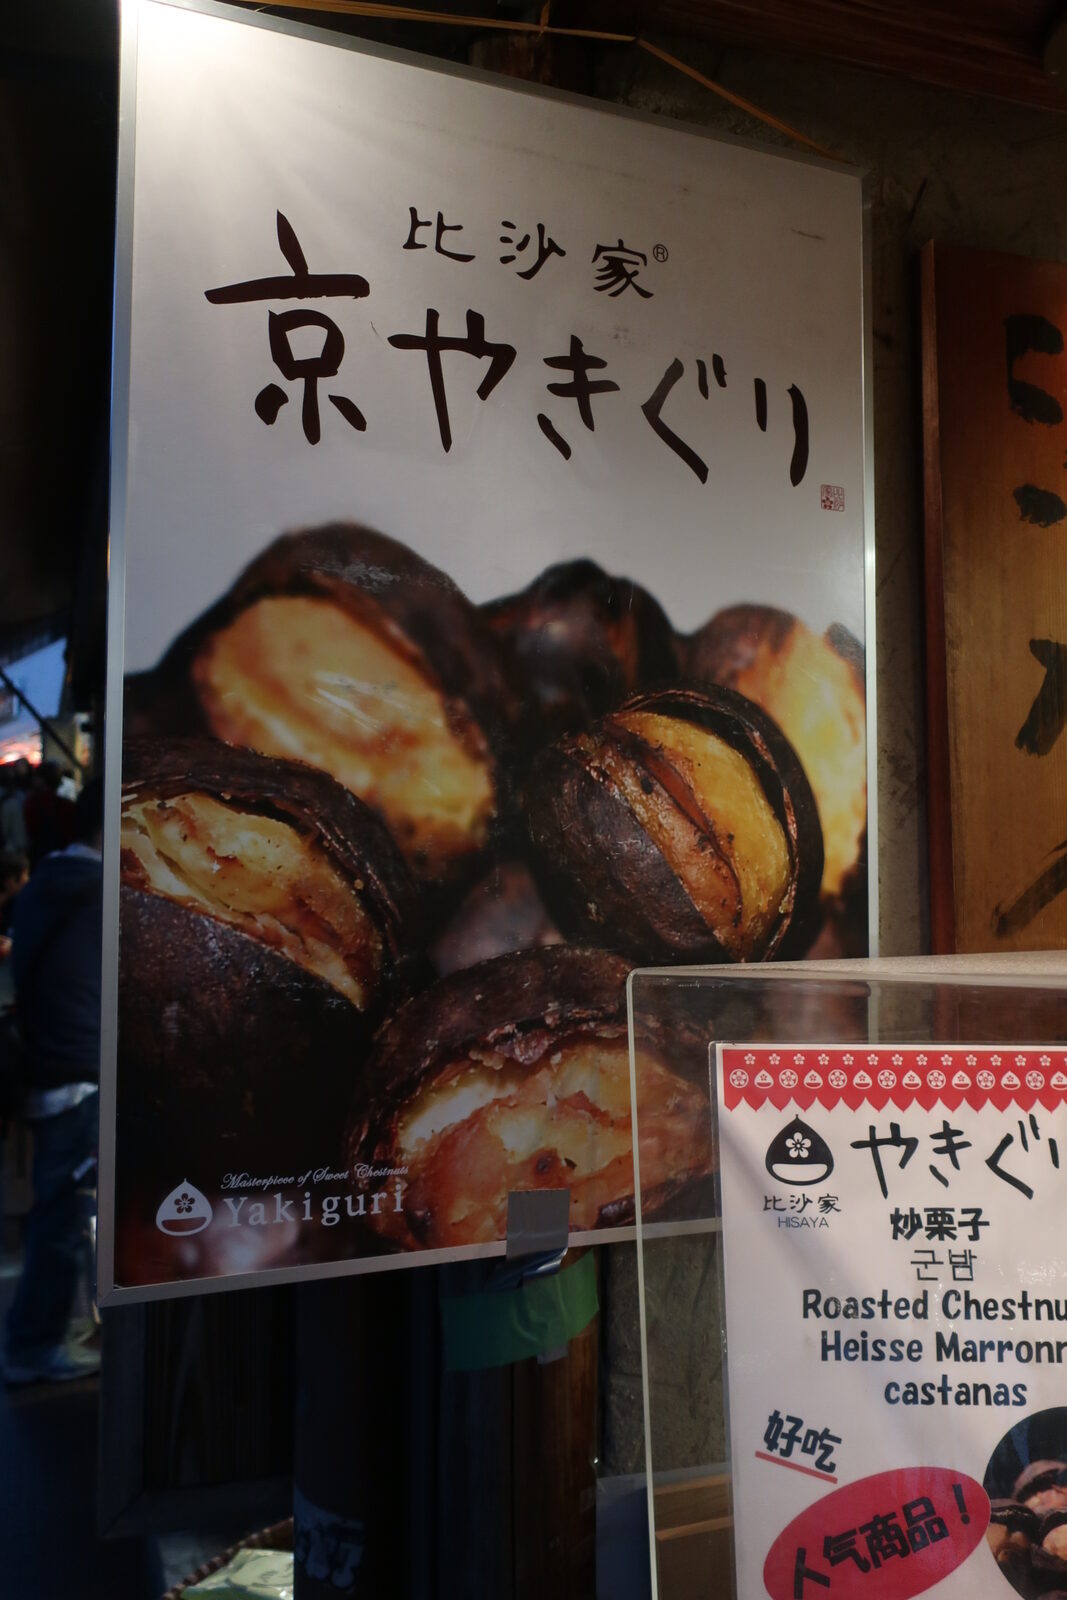 比沙家®
京やきぐり
Masterpiece of Sweet Chestnuts
Yakiguri
やきぐ
比沙家
HISAYA
炒栗子
군밤
Roasted Chestnu
Heisse Marronn
castanas
好吃
人气商品！